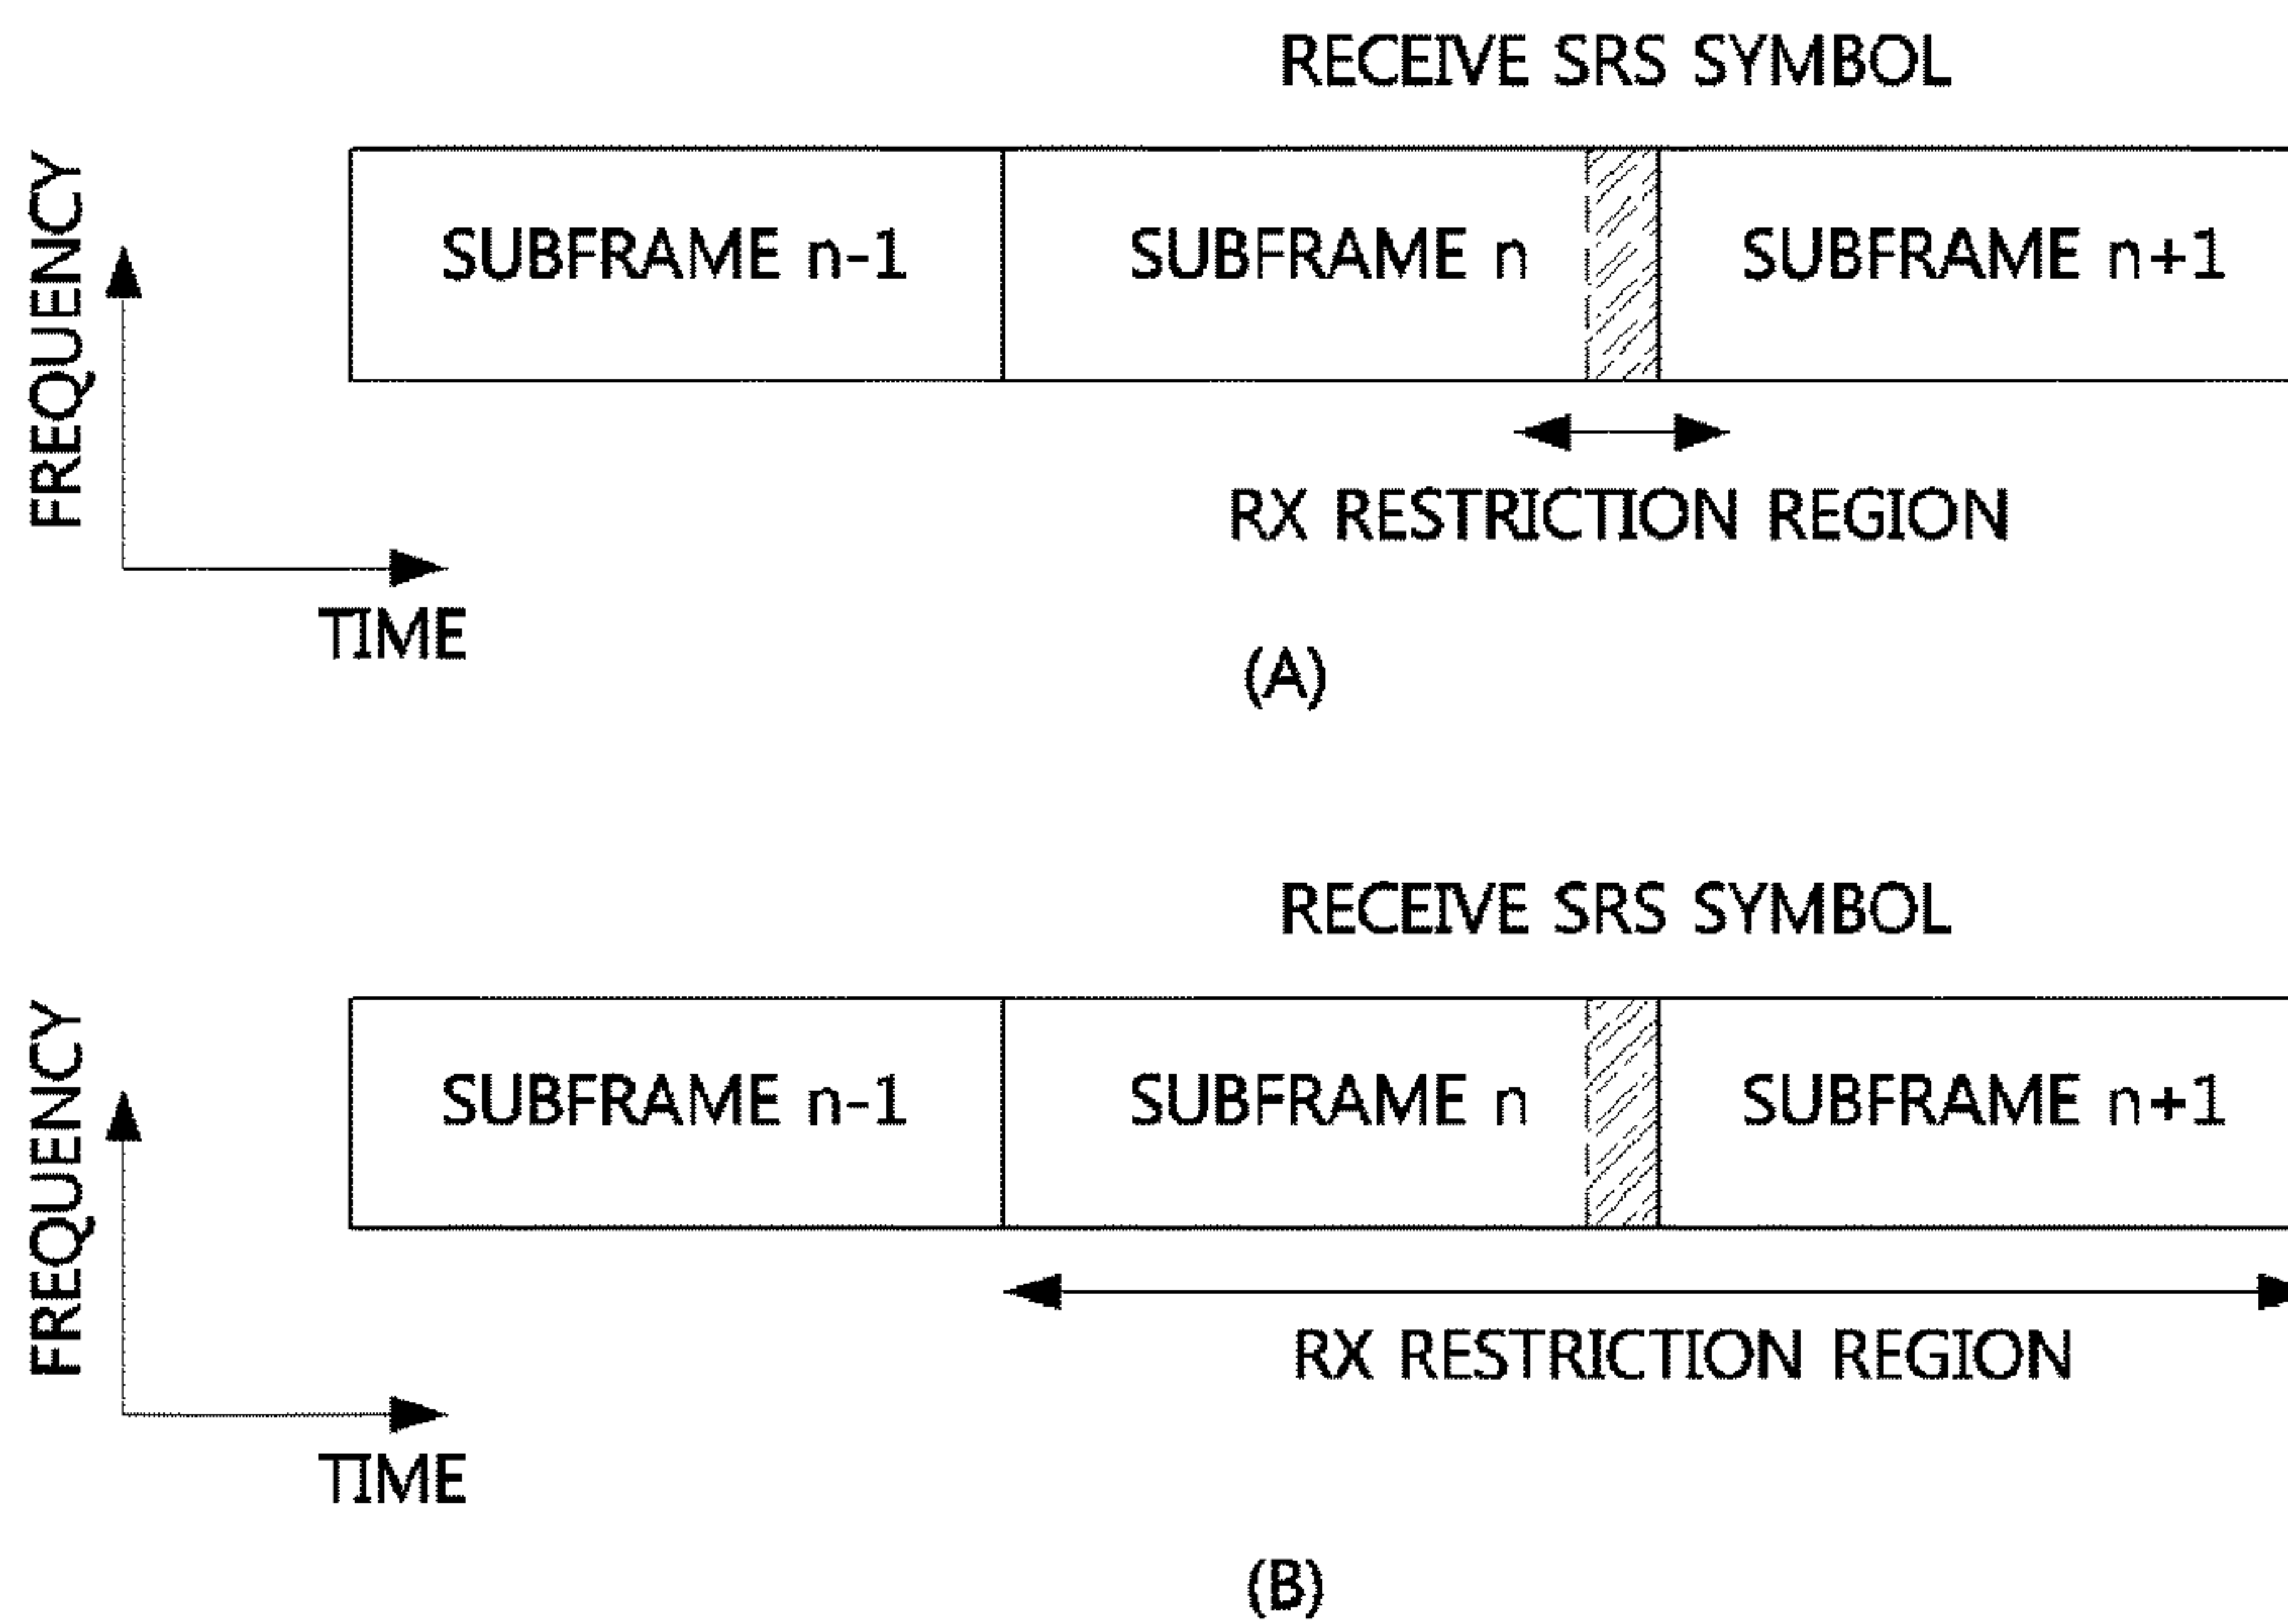 RECEIVE SRS SYMBOL
FREQUENCY
SUBFRAME n-1
SUBFRAME n
SUBFRAME n+1
RX RESTRICTION REGION
TIME
(A)
RECEIVE SRS SYMBOL
FREQUENCY
SUBFRAME n-1
SUBFRAME n
SUBFRAME n+1
RX RESTRICTION REGION
TIME
(B)